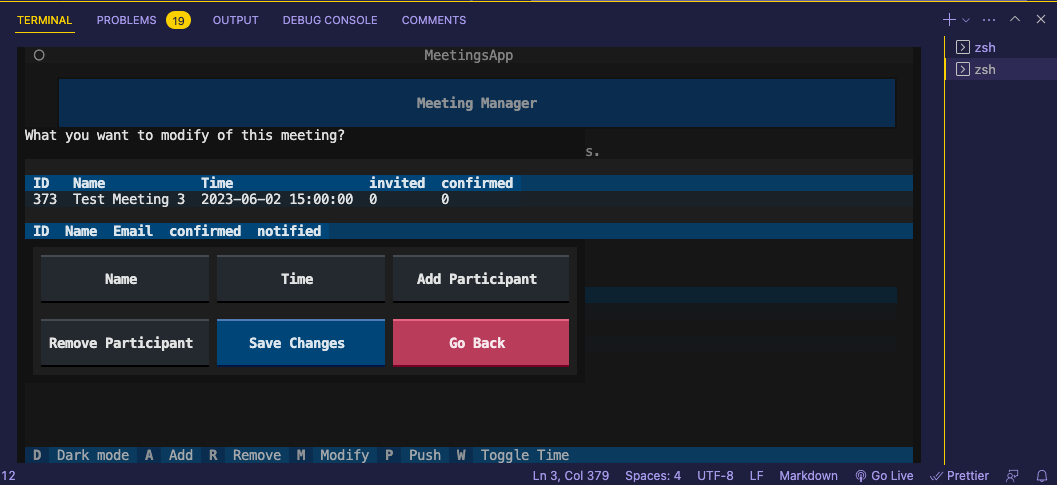 TERMINAL PROBLEMS 19 OUTPUT DEBUG CONSOLE COMMENTS
zsh
zsh
MeetingsApp
Meeting Manager
What you want to modify of this meeting?
s.
ID Name Time invited confirmed
373 Test Meeting 3 2023-06-02 15:00:00 0 0
ID Name Email confirmed notified
Name Time Add Participant
Remove Participant Save Changes Go Back
D Dark mode A Add R Remove M Modify P Push W Toggle Time
12 Ln 3, Col 379 Spaces: 4 UTF-8 LF Markdown Go Live Prettier